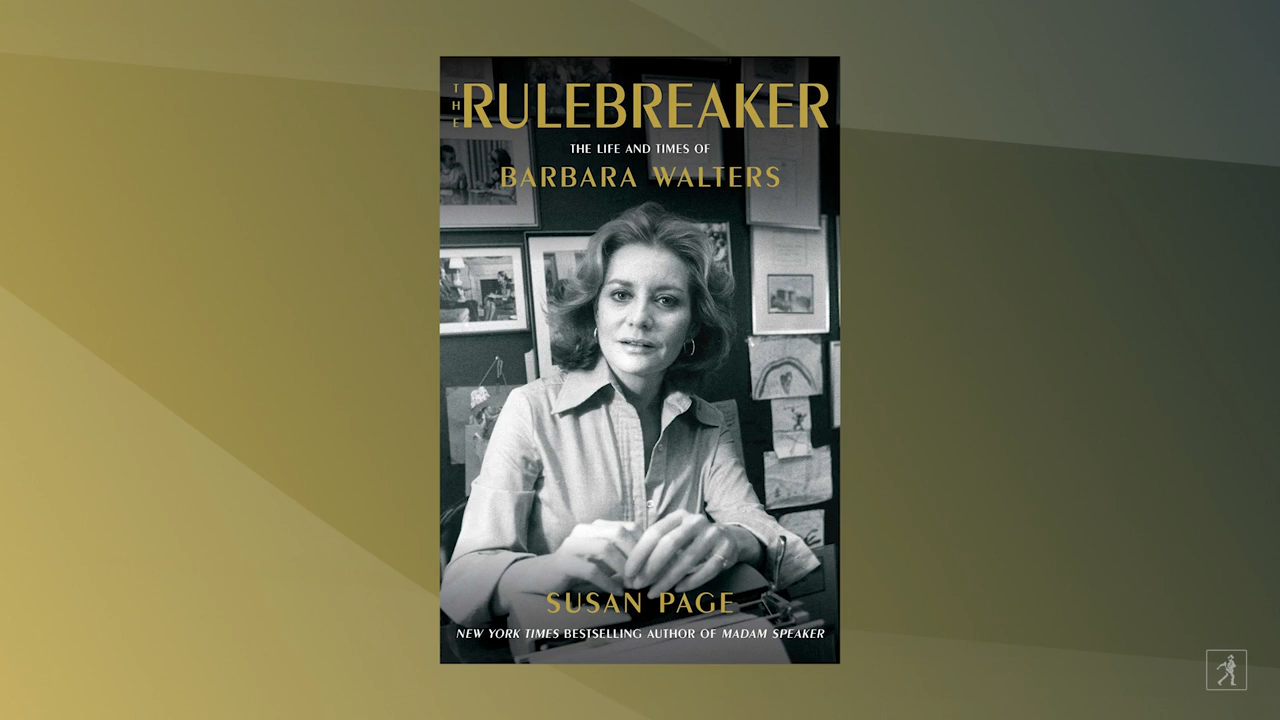 THE RULEBREAKER
THE LIFE AND TIMES OF
BARBARA WALTERS
SUSAN PAGE
NEW YORK TIMES BESTSELLING AUTHOR OF MADAM SPEAKER